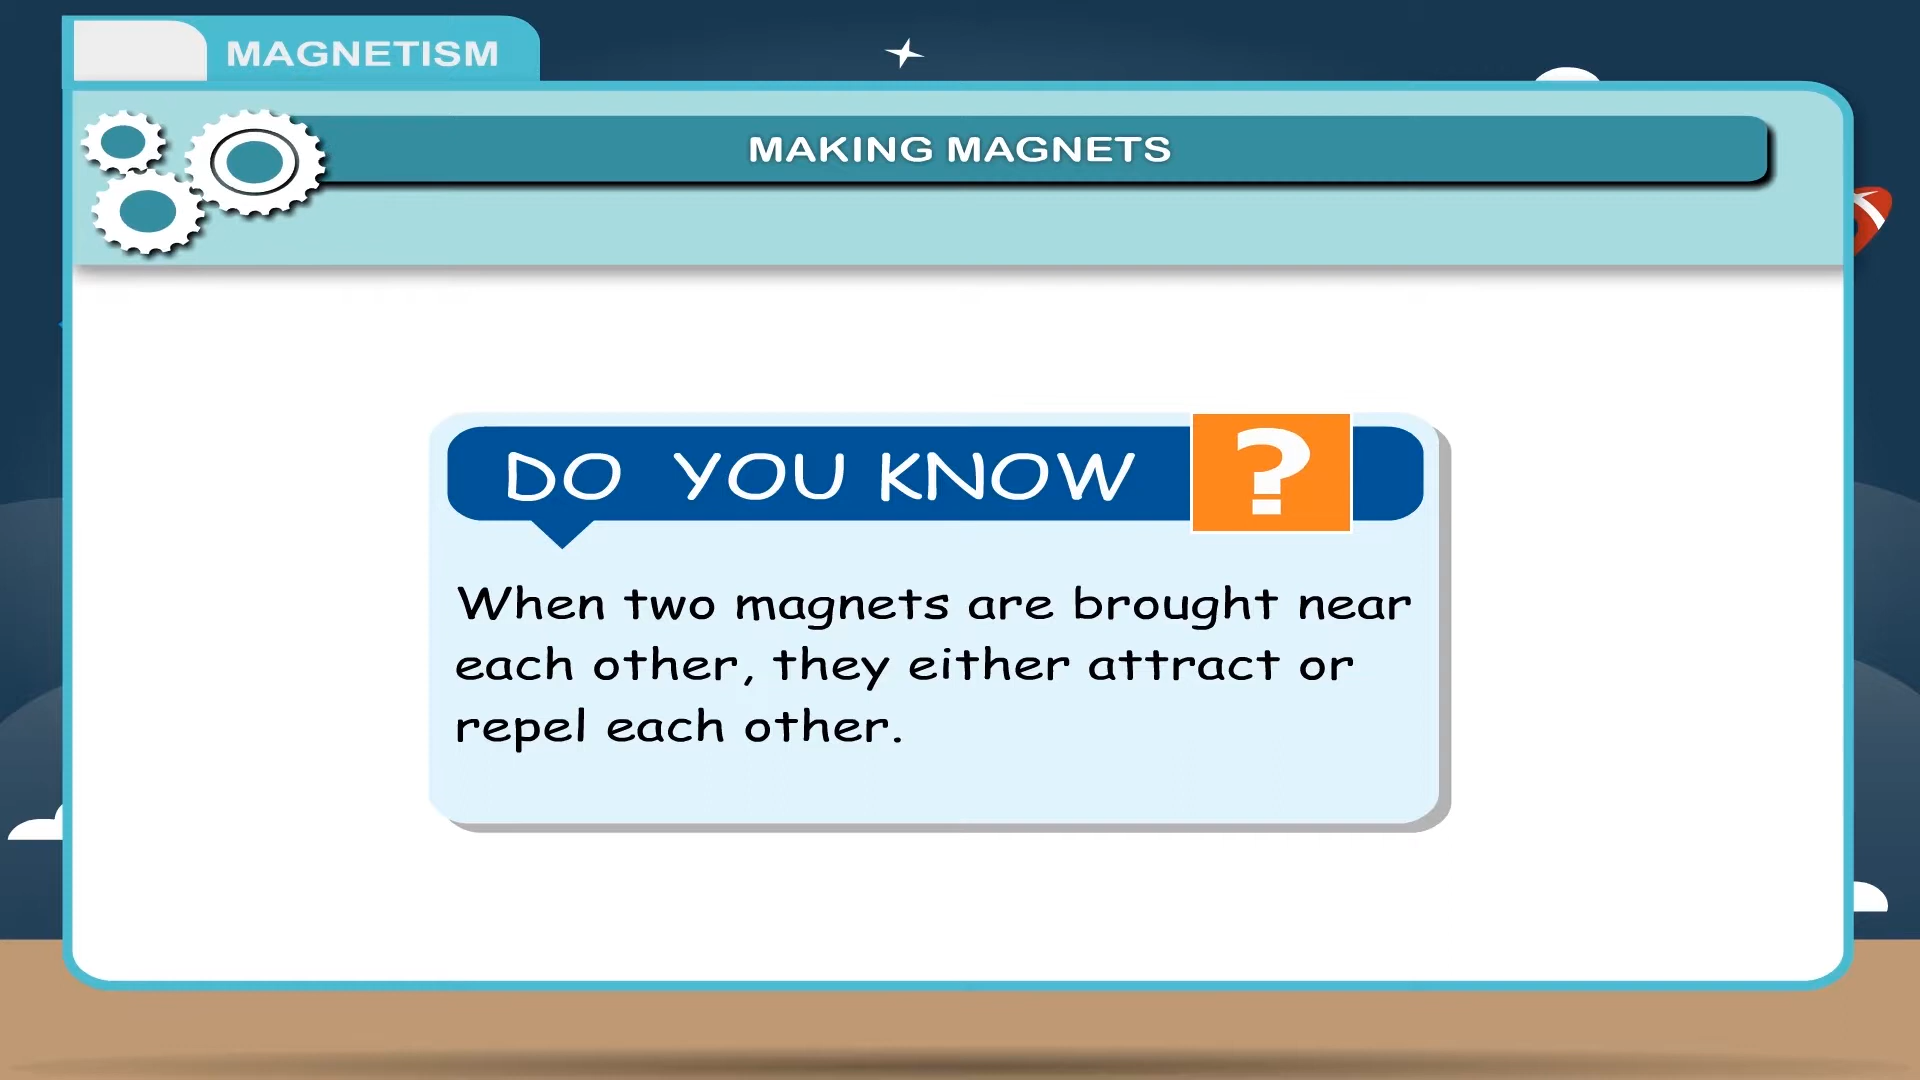 MAGNETISM
MAKING MAGNETS
DO YOU KNOW ?
When two magnets are brought near
each other, they either attract or
repel each other.